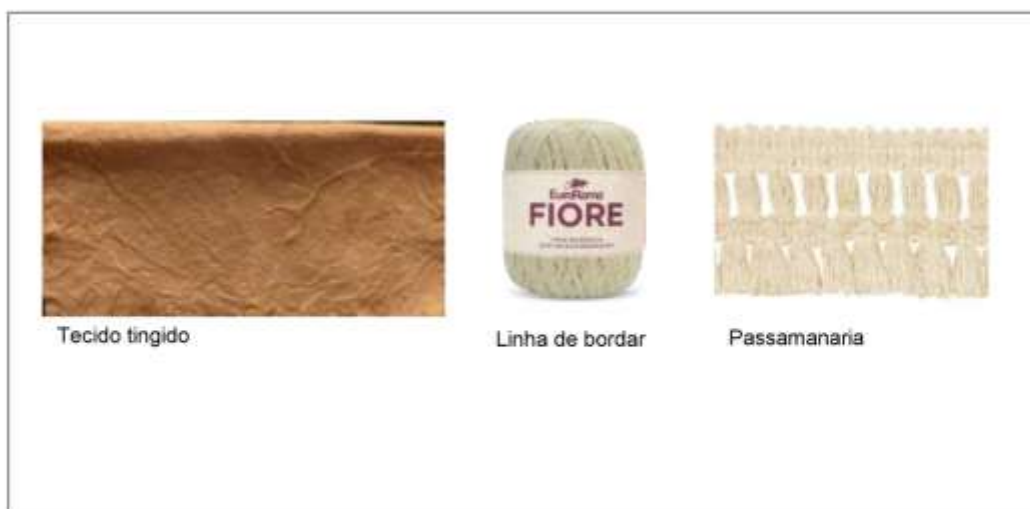 EuroRoma
FIORE
Tecido tingido
Linha de bordar
Passamanaria